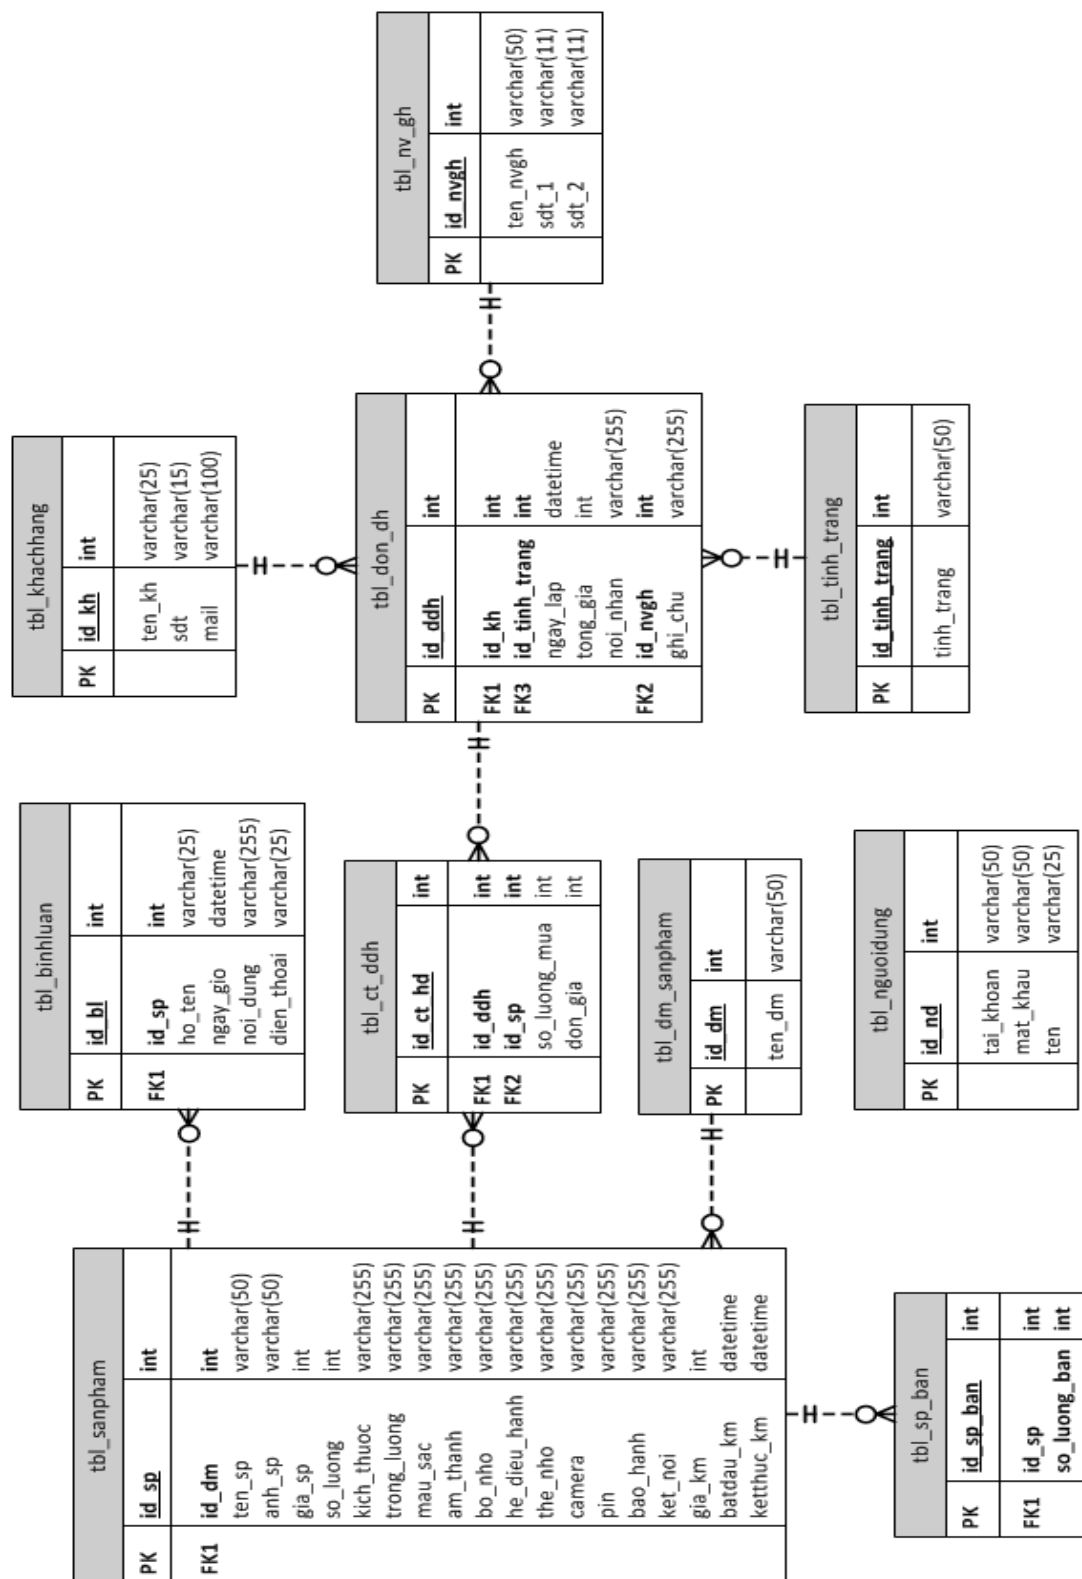 tbl_sanpham
PK id_sp int
FK1 id_dm int
ten_sp varchar(50)
anh_sp varchar(50)
gia_sp int
so_luong int
kich_thuoc varchar(255)
trong_luong varchar(255)
mau_sac varchar(255)
am_thanh varchar(255)
bo_nho varchar(255)
he_dieu_hanh varchar(255)
the_nho varchar(255)
camera varchar(255)
pin varchar(255)
bao_hanh varchar(255)
ket_noi varchar(255)
gia_km int
batdau_km datetime
ketthuc_km datetime
tbl_sp_ban
PK id_sp_ban int
FK1 id_sp int
so_luong_ban int
tbl_binhluan
PK id_bl int
FK1 id_sp int
ho_ten varchar(25)
ngay_gio datetime
noi_dung varchar(255)
dien_thoai varchar(25)
tbl_ct_ddh
PK id_ct_hd int
FK1 id_ddh int
FK2 id_sp int
so_luong_mua int
don_gia int
tbl_dm_sanpham
PK id_dm int
ten_dm varchar(50)
tbl_nguoidung
PK id_nd int
tai_khoan varchar(50)
mat_khau varchar(50)
ten varchar(25)
tbl_khachhang
PK id_kh int
ten_kh varchar(25)
sdt varchar(15)
mail varchar(100)
tbl_don_dh
PK id_ddh int
FK1 id_kh int
FK3 id_tinh_trang int
ngay_lap datetime
tong_gia int
noi_nhan varchar(255)
FK2 id_nvgh int
ghi_chu varchar(255)
tbl_tinh_trang
PK id_tinh_trang int
tinh_trang varchar(50)
tbl_nv_gh
PK id_nvgh int
ten_nvgh varchar(50)
sdt_1 varchar(11)
sdt_2 varchar(11)